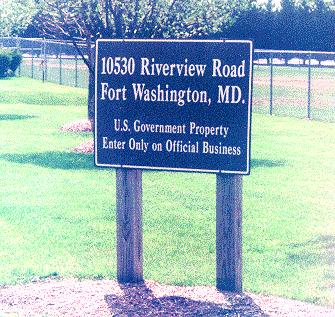 10530 Riverview Road
Fort Washington, MD.
U.S. Government Property
Enter Only on Official Business